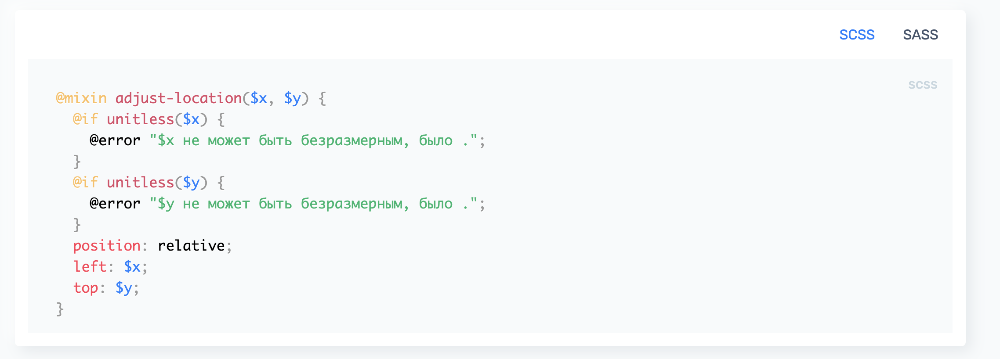 SCSS SASS
scss
@mixin adjust-location($x, $y) {
  @if unitless($x) {
    @error "$x не может быть безразмерным, было .";
  }
  @if unitless($y) {
    @error "$y не может быть безразмерным, было .";
  }
  position: relative;
  left: $x;
  top: $y;
}